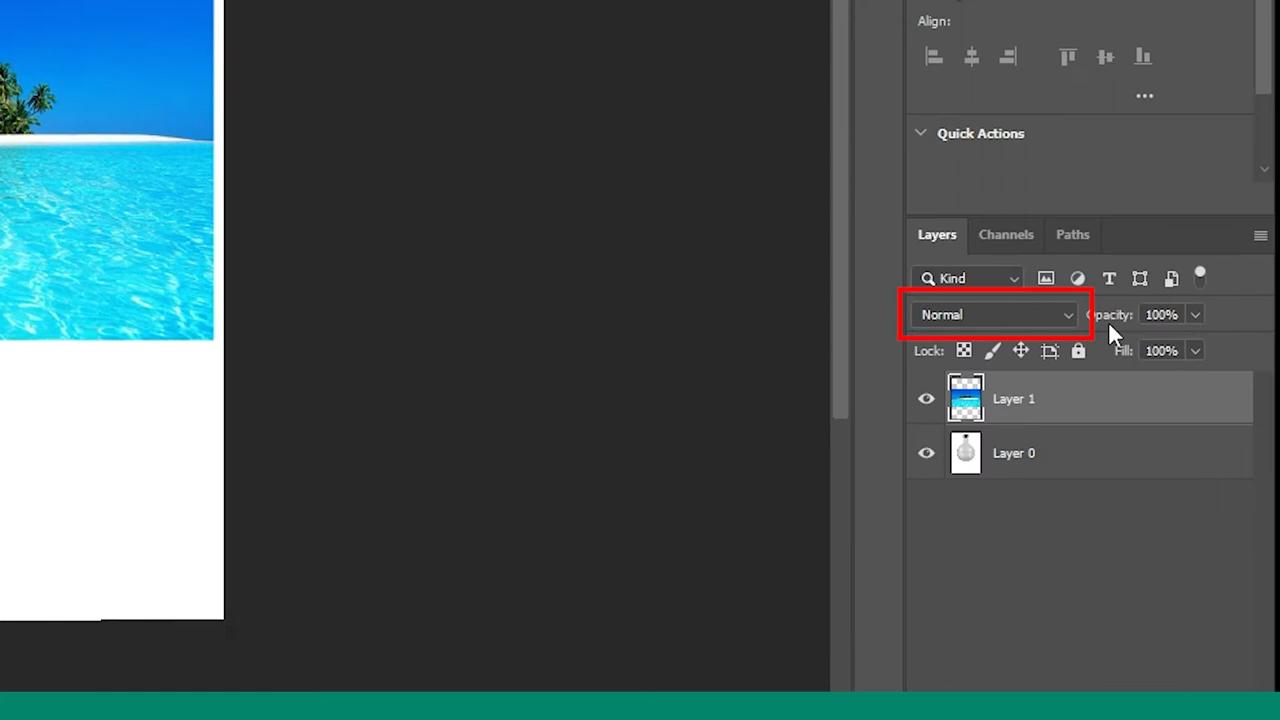 Align:
Quick Actions
Layers Channels Paths
Kind
Normal Opacity: 100%
Lock: Fill: 100%
Layer 1
Layer 0